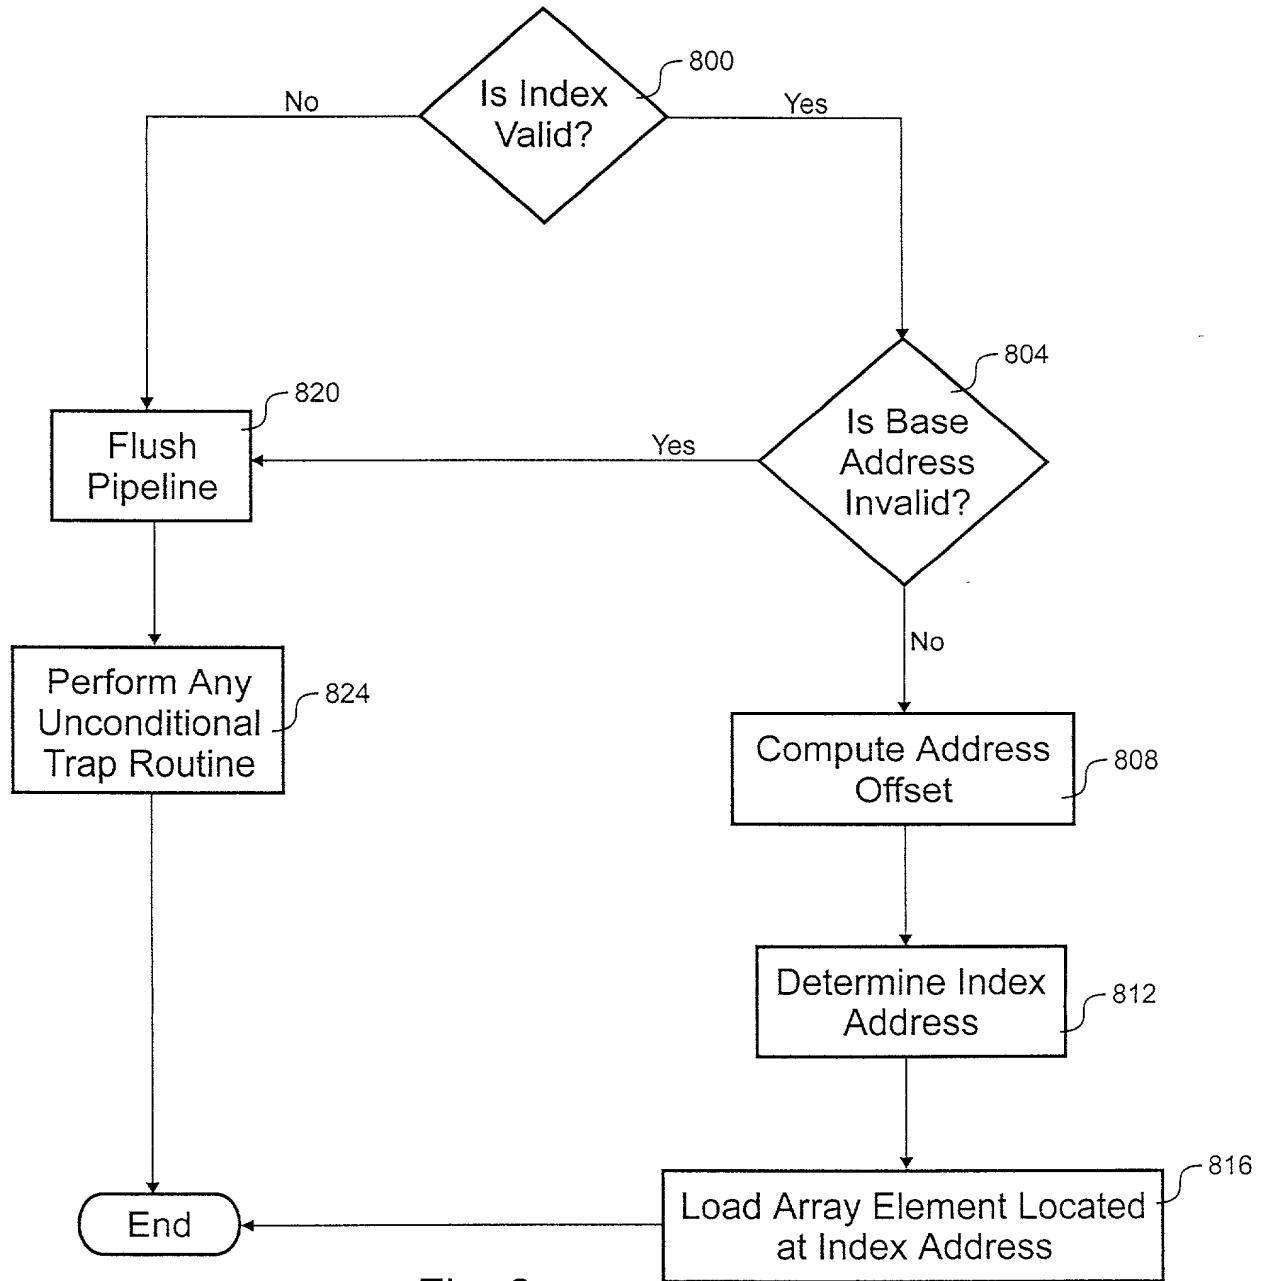 800
Is Index
Valid?
No
Yes
804
Is Base
Address
Invalid?
820
Flush
Pipeline
Yes
No
Perform Any
Unconditional
Trap Routine
824
Compute Address
Offset
808
Determine Index
Address
812
816
Load Array Element Located
at Index Address
End